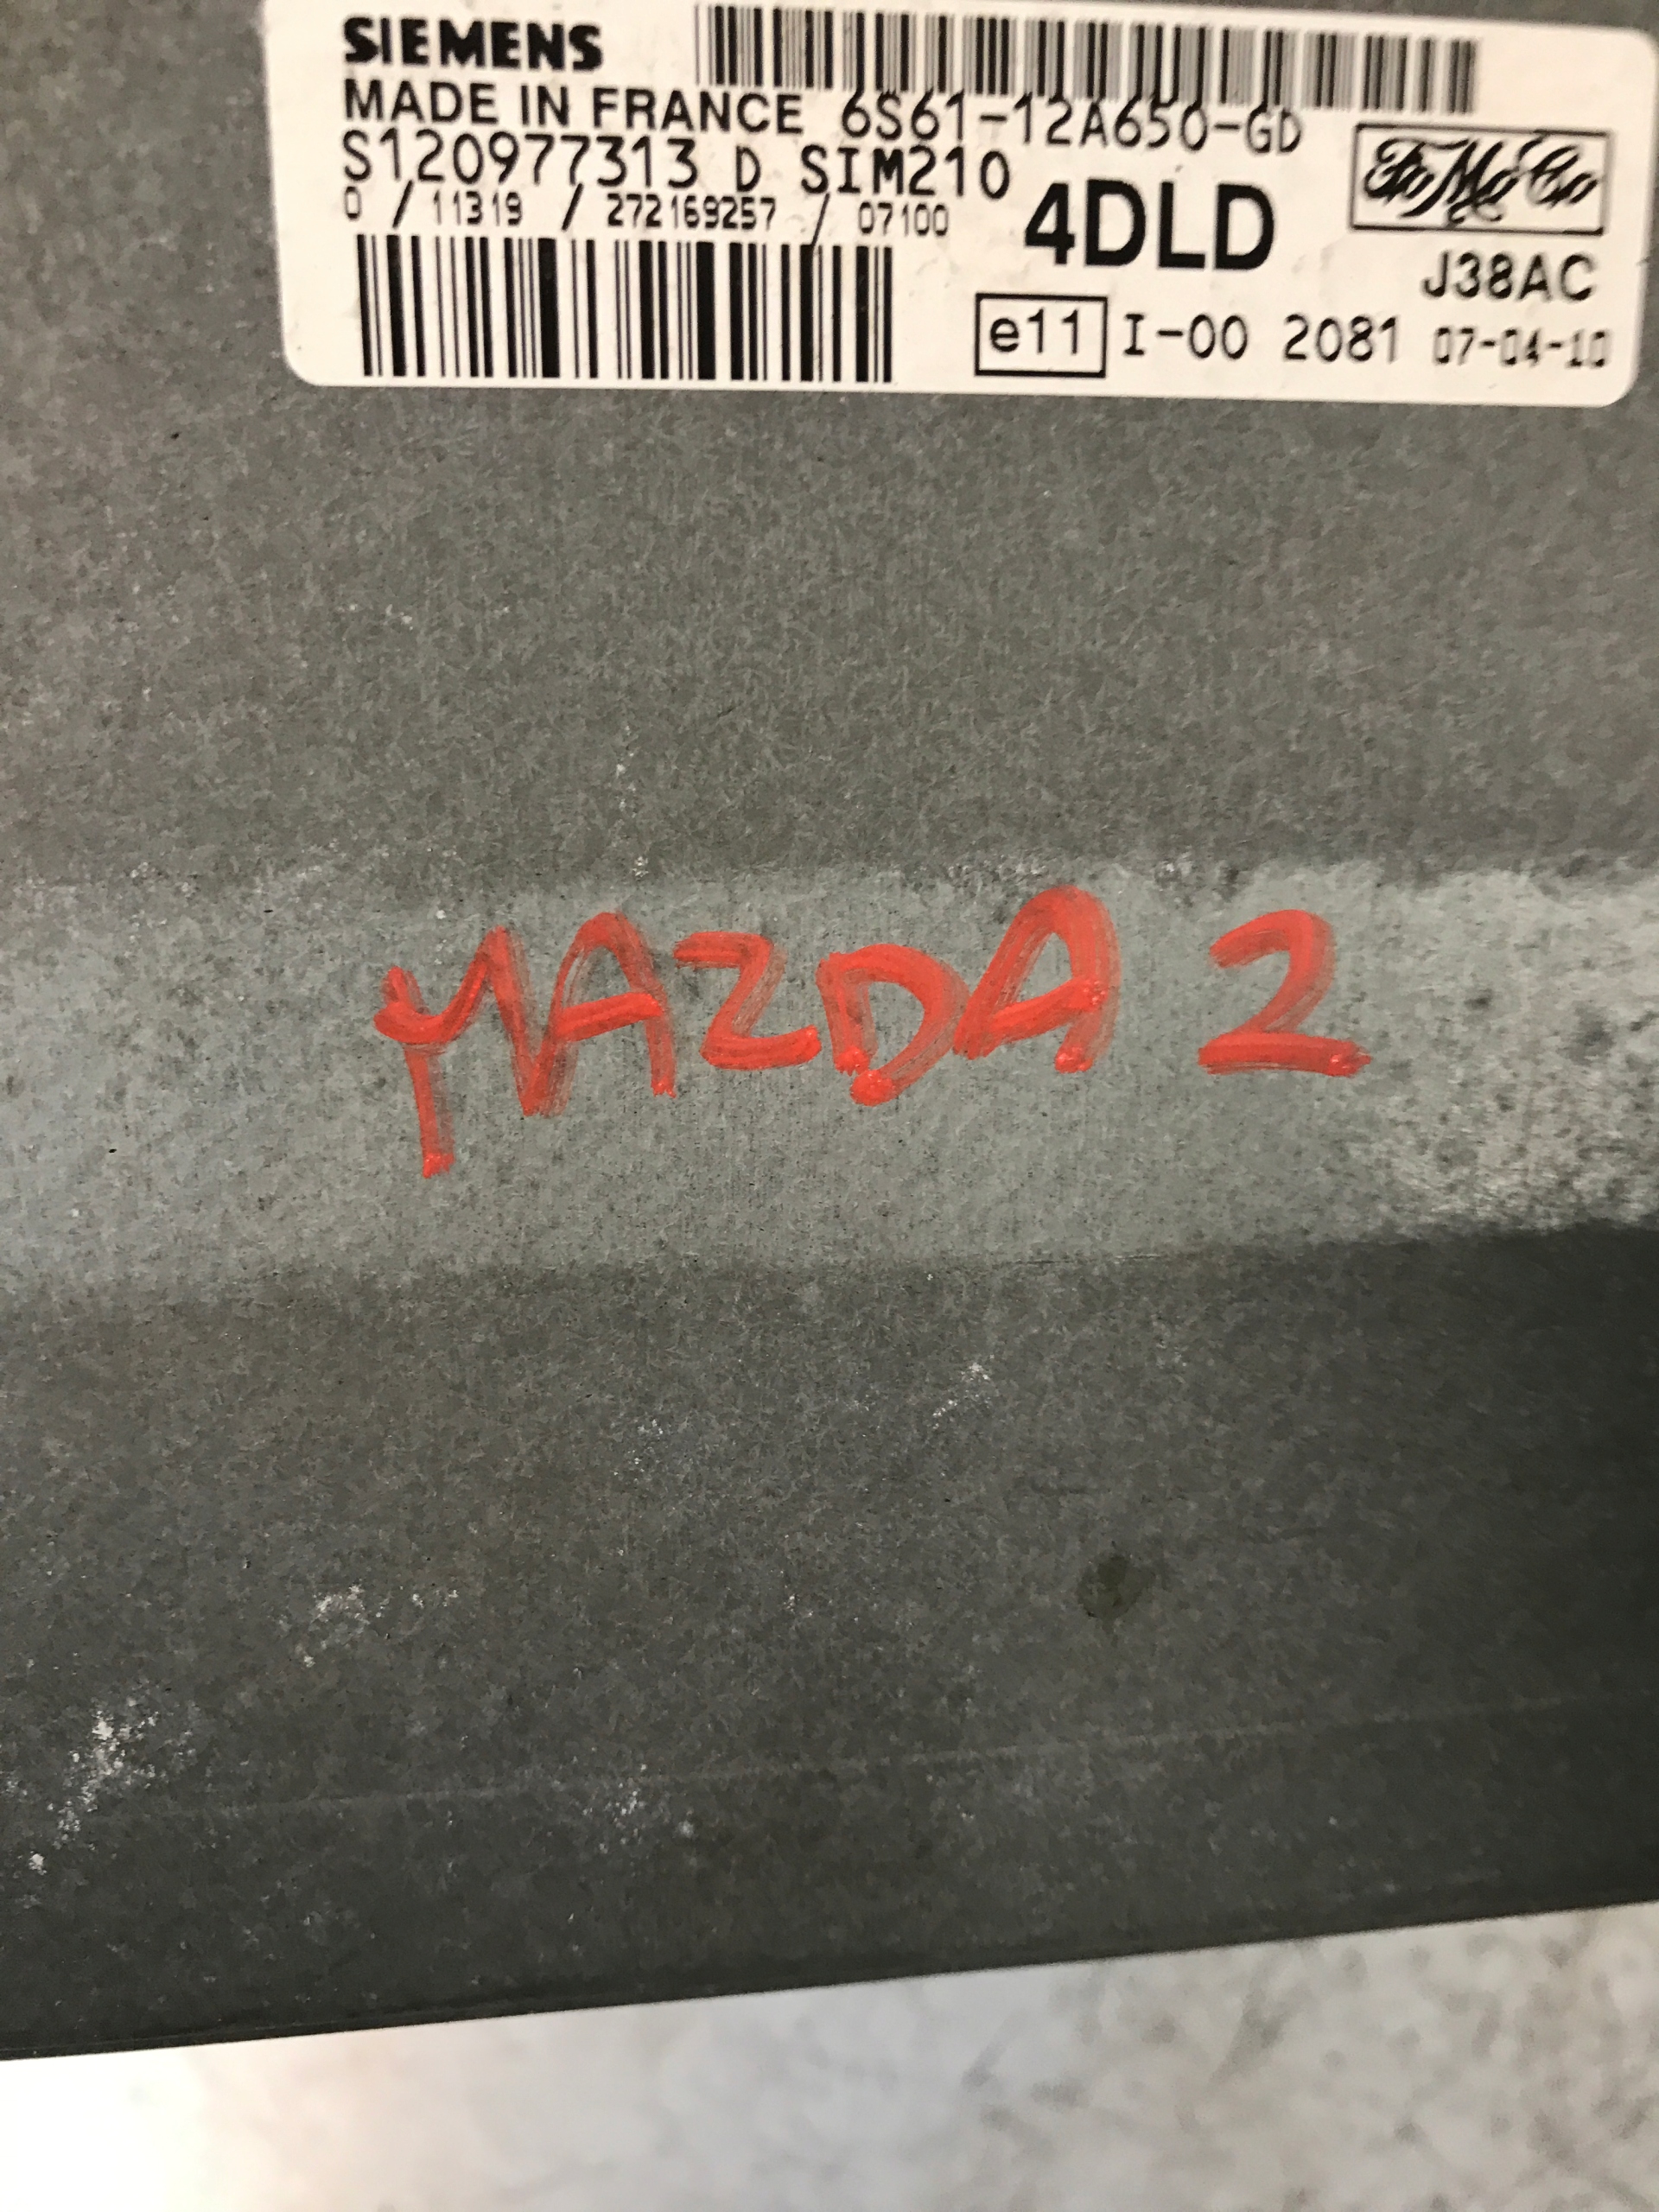 SIEMENS
MADE IN FRANCE 6S61-12A650-GD
S120977313 D SIM210
0 / 11319 / 272169257 / 07100
4DLD
FoMoCo
J38AC
e11 I-00 2081 07-04-10
MAZDA 2